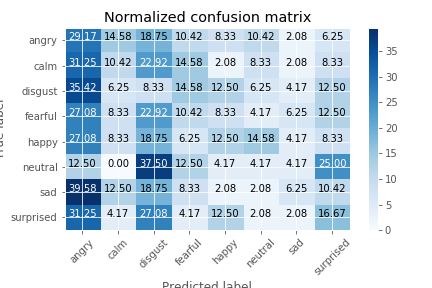 Normalized confusion matrix
angry 29.17 14.58 18.75 10.42 8.33 10.42 2.08 6.25
calm 31.25 10.42 22.92 14.58 2.08 8.33 2.08 8.33
disgust 35.42 6.25 8.33 14.58 12.50 6.25 4.17 12.50
fearful 27.08 8.33 22.92 10.42 8.33 4.17 6.25 12.50
happy 27.08 8.33 18.75 6.25 12.50 14.58 4.17 8.33
neutral 12.50 0.00 37.50 12.50 4.17 4.17 4.17 25.00
sad 39.58 12.50 18.75 8.33 2.08 2.08 6.25 10.42
surprised 31.25 4.17 27.08 4.17 12.50 2.08 2.08 16.67
angry calm disgust fearful happy neutral sad surprised
Predicted label
35
30
25
20
15
10
5
0